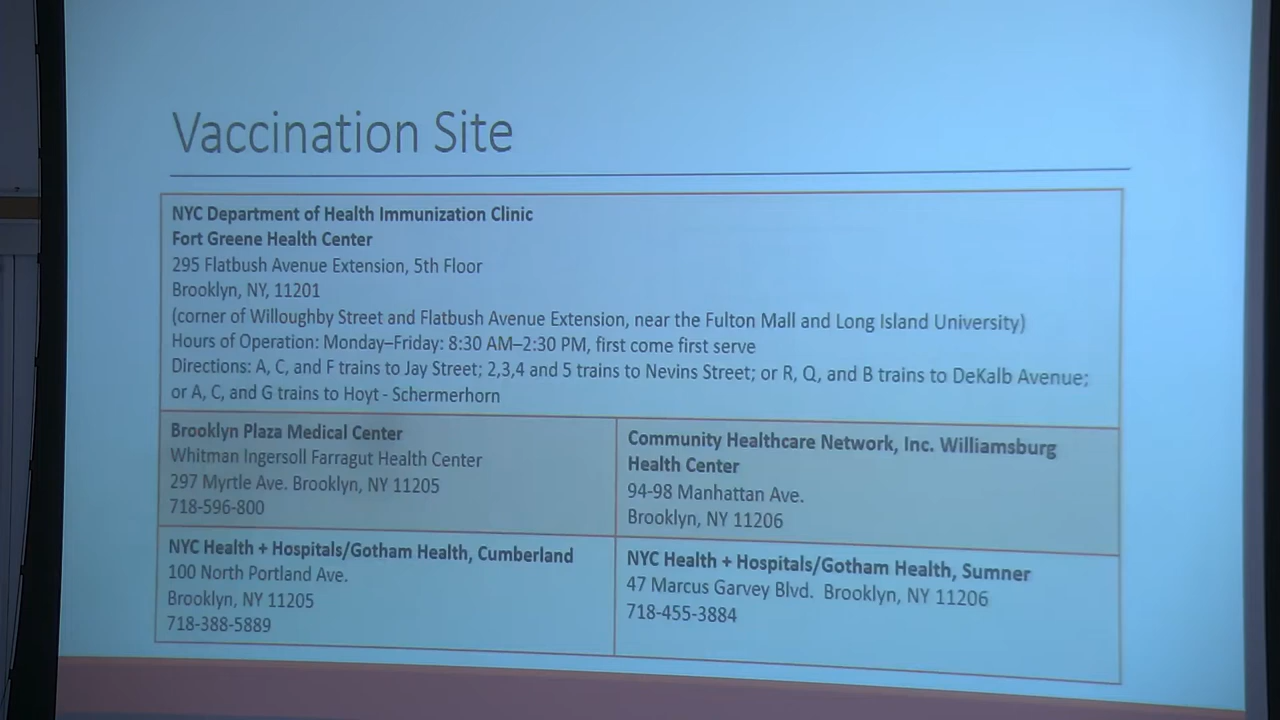 Vaccination Site
NYC Department of Health Immunization Clinic
Fort Greene Health Center
295 Flatbush Avenue Extension, 5th Floor
Brooklyn, NY, 11201
(corner of Willoughby Street and Flatbush Avenue Extension, near the Fulton Mall and Long Island University)
Hours of Operation: Monday–Friday: 8:30 AM–2:30 PM, first come first serve
Directions: A, C, and F trains to Jay Street; 2,3,4 and 5 trains to Nevins Street; or R, Q, and B trains to DeKalb Avenue;
or A, C, and G trains to Hoyt - Schermerhorn
Brooklyn Plaza Medical Center
Whitman Ingersoll Farragut Health Center
297 Myrtle Ave. Brooklyn, NY 11205
718-596-800
Community Healthcare Network, Inc. Williamsburg
Health Center
94-98 Manhattan Ave.
Brooklyn, NY 11206
NYC Health + Hospitals/Gotham Health, Cumberland
100 North Portland Ave.
Brooklyn, NY 11205
718-388-5889
NYC Health + Hospitals/Gotham Health, Sumner
47 Marcus Garvey Blvd.  Brooklyn, NY 11206
718-455-3884